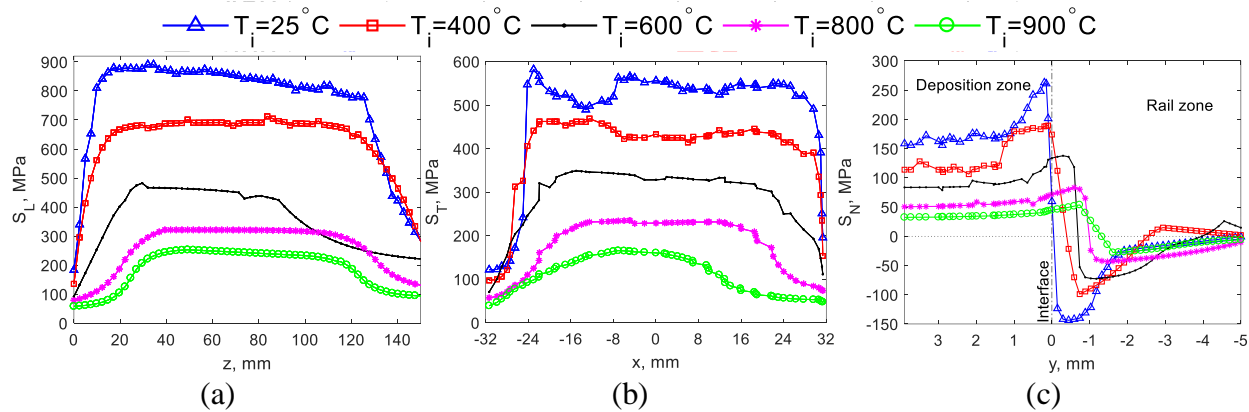 T_i=25°C T_i=400°C T_i=600°C T_i=800°C T_i=900°C
S_L, MPa
900
800
700
600
500
400
300
200
100
0
0 20 40 60 80 100 120 140
z, mm
(a)
S_T, MPa
600
500
400
300
200
100
0
-32 -24 -16 -8 0 8 16 24 32
x, mm
(b)
S_N, MPa
300
250
200
150
100
50
0
-50
-100
-150
Deposition zone
Rail zone
Interface
3 2 1 0 -1 -2 -3 -4 -5
y, mm
(c)